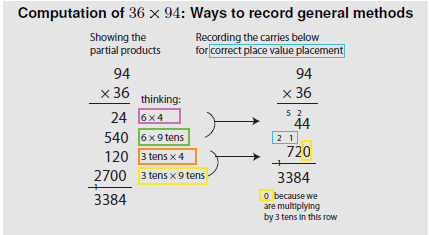 Computation of 36 × 94: Ways to record general methods
Showing the
partial products
94
× 36
thinking:
24 6 x 4
540 6 x 9 tens
120 3 tens x 4
2700 3 tens x 9 tens
1
3384
Recording the carries below
for correct place value placement
94
× 36
5 2
44
2 1
720
1
3384
0 because we
are multiplying
by 3 tens in this row